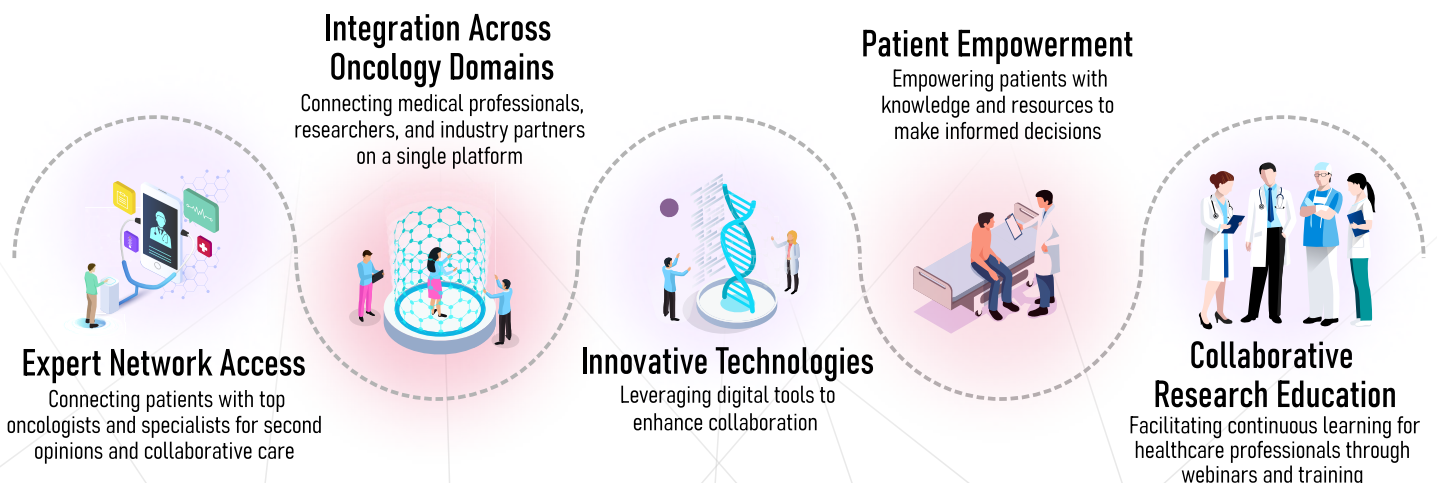 Expert Network Access
Connecting patients with top
oncologists and specialists for second
opinions and collaborative care
Integration Across
Oncology Domains
Connecting medical professionals,
researchers, and industry partners
on a single platform
Innovative Technologies
Leveraging digital tools to
enhance collaboration
Patient Empowerment
Empowering patients with
knowledge and resources to
make informed decisions
Collaborative
Research Education
Facilitating continuous learning for
healthcare professionals through
webinars and training